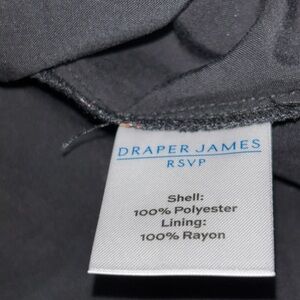 DRAPER JAMES
RSVP
Shell:
100% Polyester
Lining:
100% Rayon